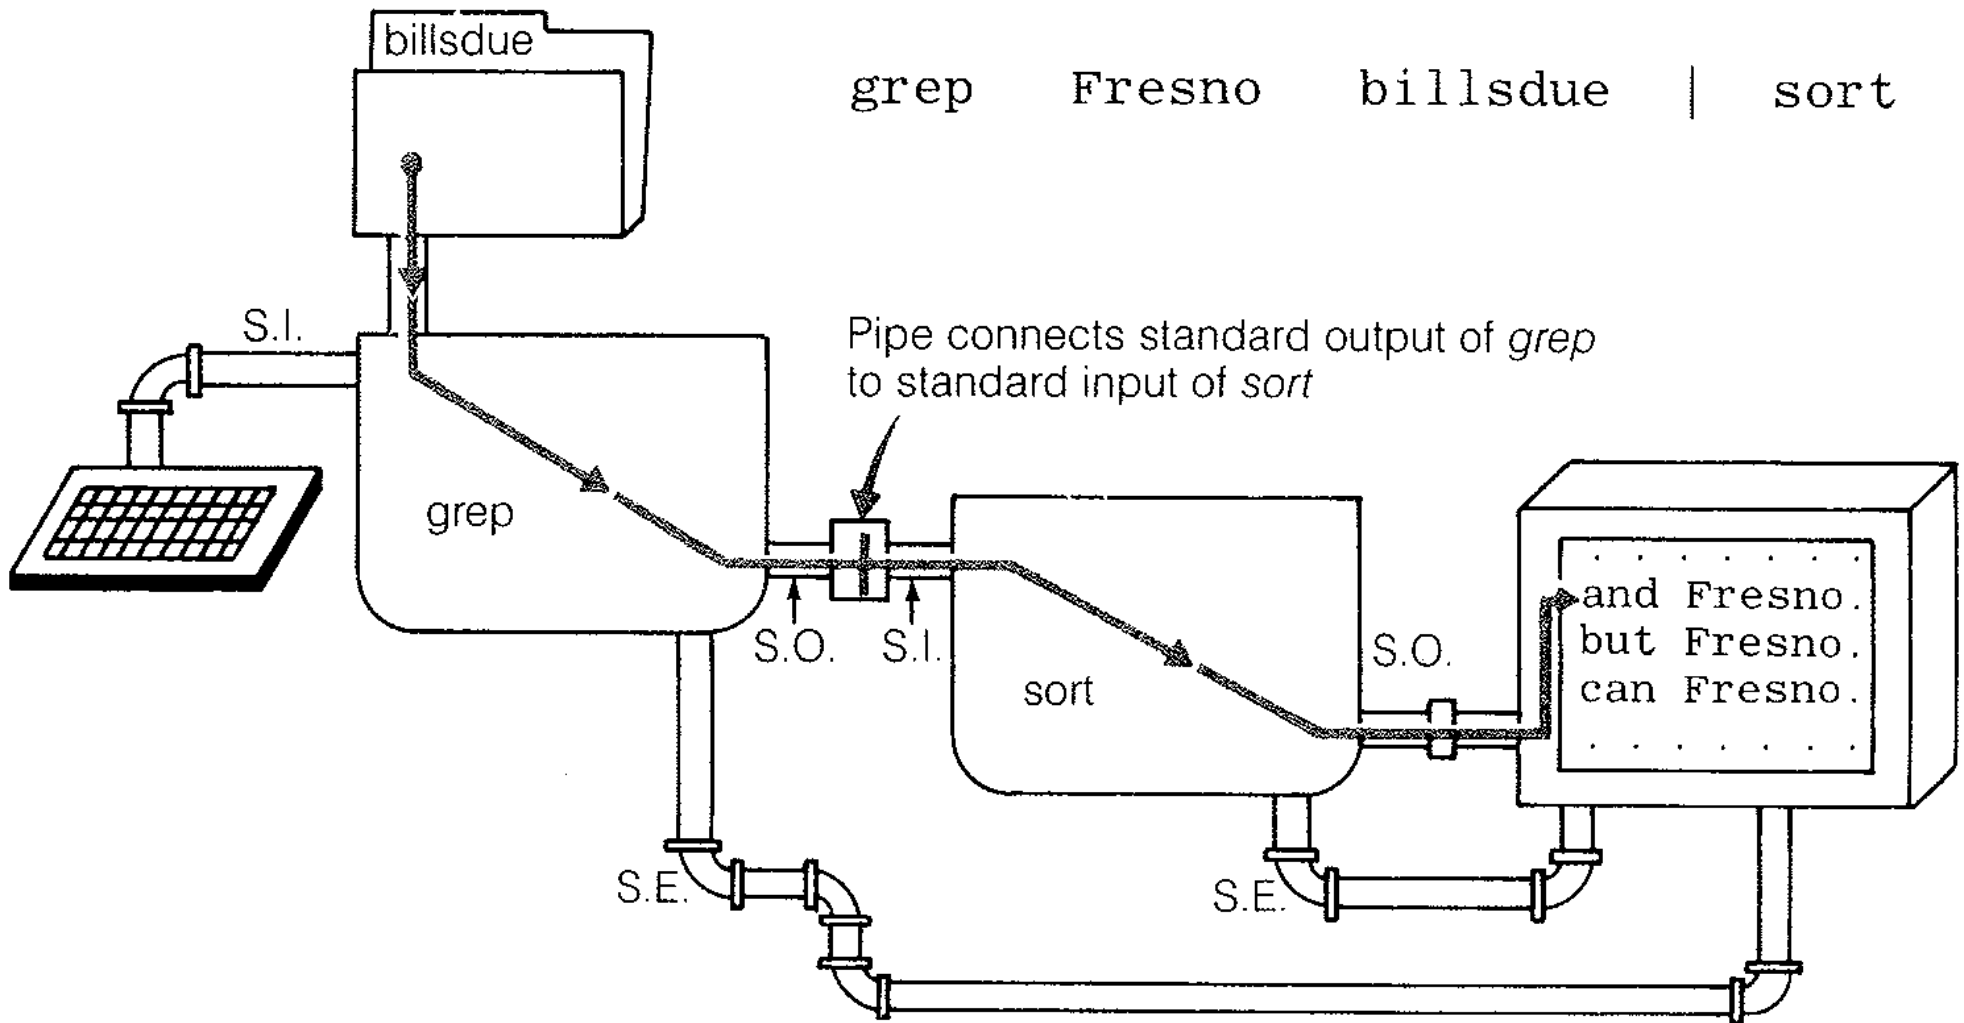 billsdue
grep Fresno billsdue | sort
S.I.
Pipe connects standard output of grep
to standard input of sort
grep
S.O.
S.I.
sort
S.O.
and Fresno.
but Fresno.
can Fresno.
S.E.
S.E.